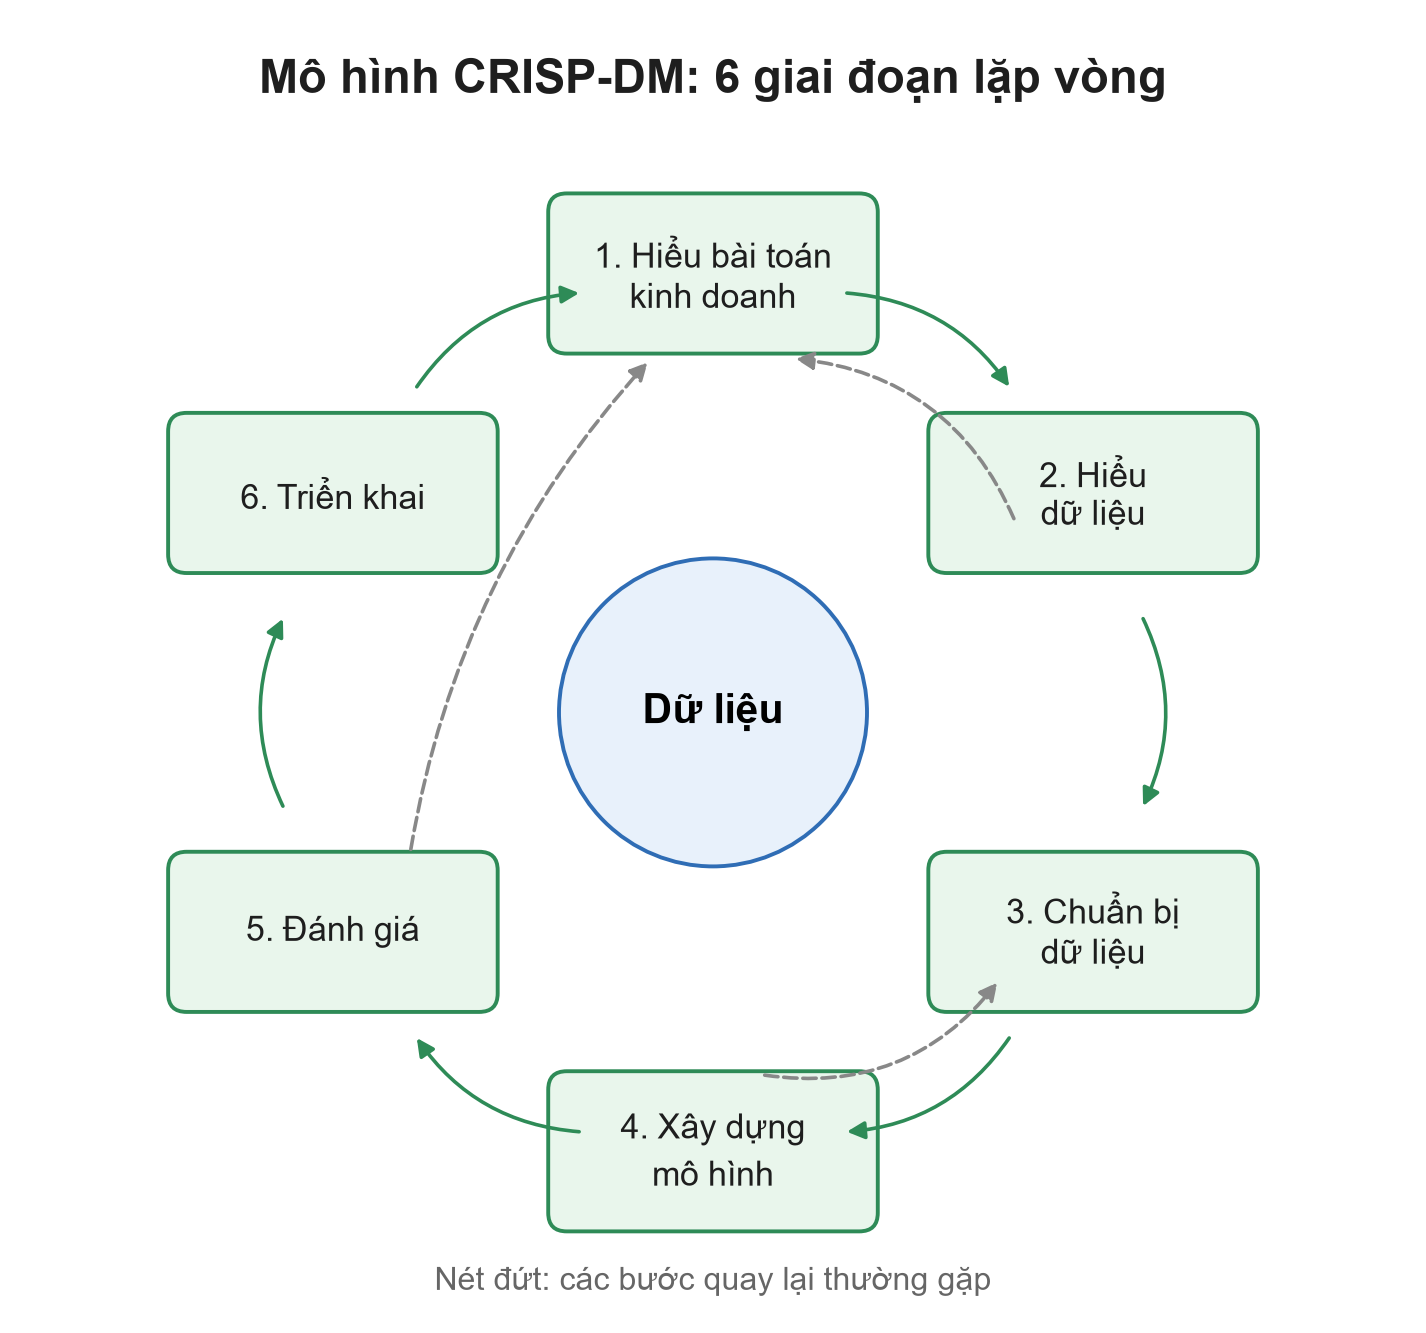 Mô hình CRISP-DM: 6 giai đoạn lặp vòng
1. Hiểu bài toán
kinh doanh
2. Hiểu
dữ liệu
3. Chuẩn bị
dữ liệu
4. Xây dựng
mô hình
5. Đánh giá
6. Triển khai
Dữ liệu
Nét đứt: các bước quay lại thường gặp